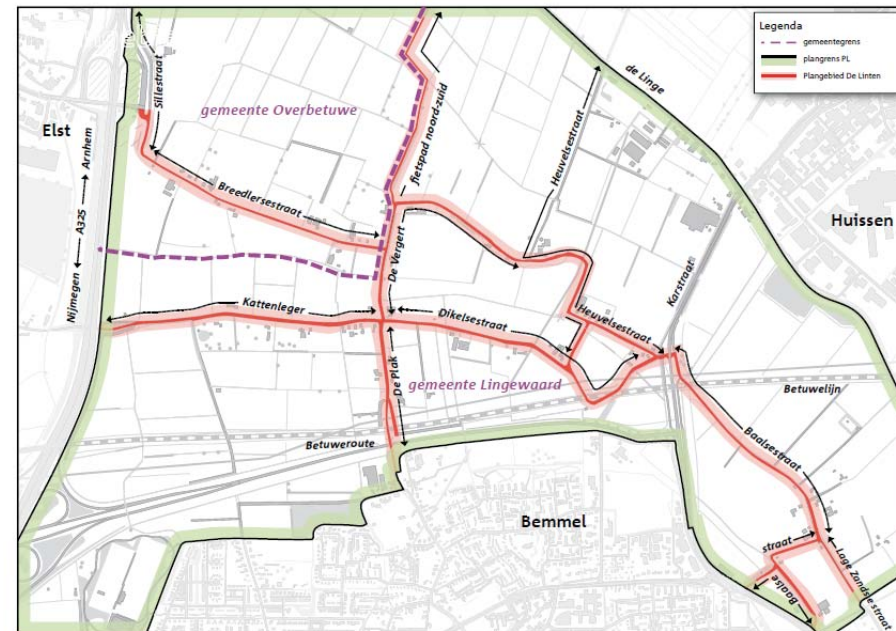 Legenda
gemeentegrens
plangrens PL
Plangebied De Linten
Elst
Sillestraat
gemeente Overbetuwe
fietspad noord-zuid
Heuvelsestraat
de Linge
Huissen
Arnhem
A325
Nijmegen
Breedlersestraat
De Vergert
Karstraat
Kattenleger
Dikelsestraat
Heuvelsestraat
De Plak
gemeente Lingewaard
Betuwelijn
Betuweroute
Baalsestraat
Bemmel
straat
Baalse
Lage Zandsestraat